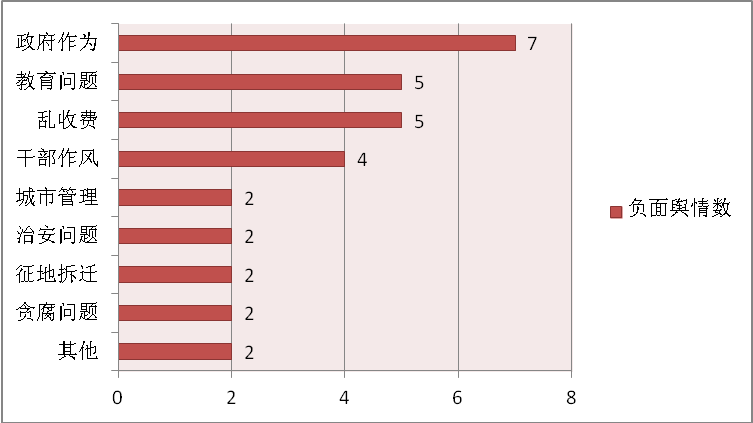 政府作为 7
教育问题 5
乱收费 5
干部作风 4
城市管理 2
治安问题 2
征地拆迁 2
贪腐问题 2
其他 2
0 2 4 6 8
负面舆情数